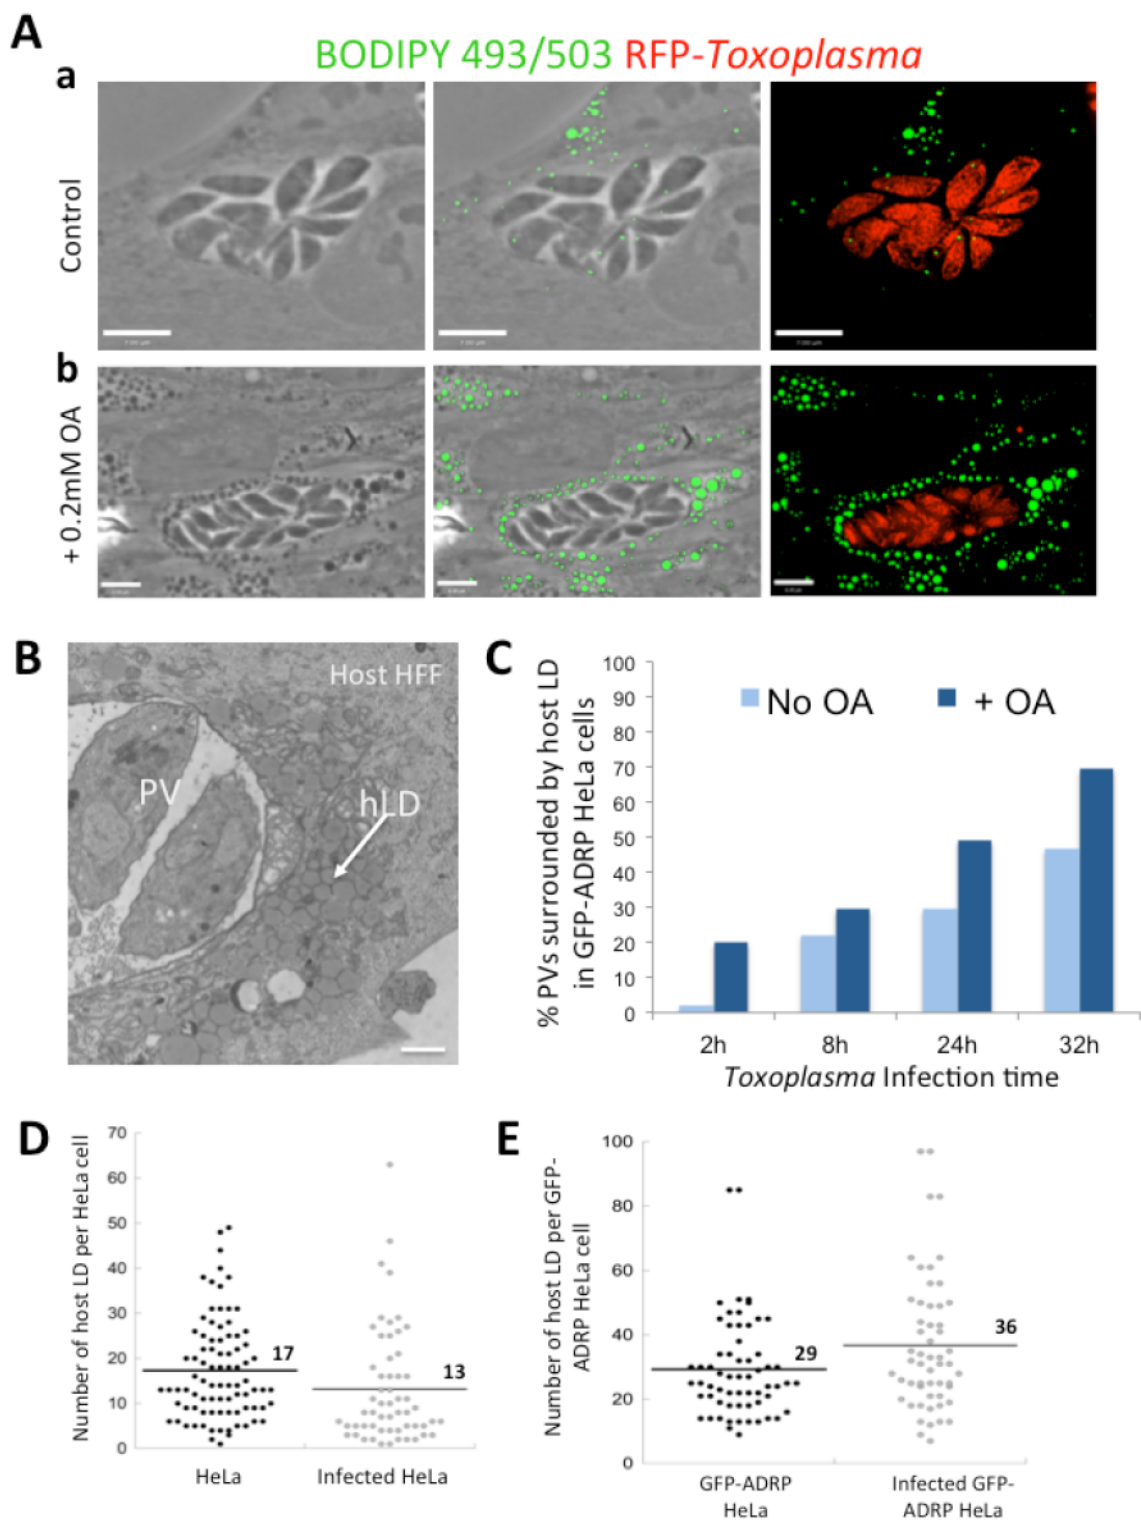 A
BODIPY 493/503 RFP-Toxoplasma
a
Control
b
+ 0.2mM OA
B
Host HFF
PV
hLD
C
% PVs surrounded by host LD
in GFP-ADRP HeLa cells
100
90
80
70
60
50
40
30
20
10
0
No OA
+ OA
2h 8h 24h 32h
Toxoplasma Infection time
D
Number of host LD per HeLa cell
70
60
50
40
30
20
10
0
17
13
HeLa Infected HeLa
E
Number of host LD per GFP-
ADRP HeLa cell
100
80
60
40
20
0
29
36
GFP-ADRP
HeLa
Infected GFP-
ADRP HeLa